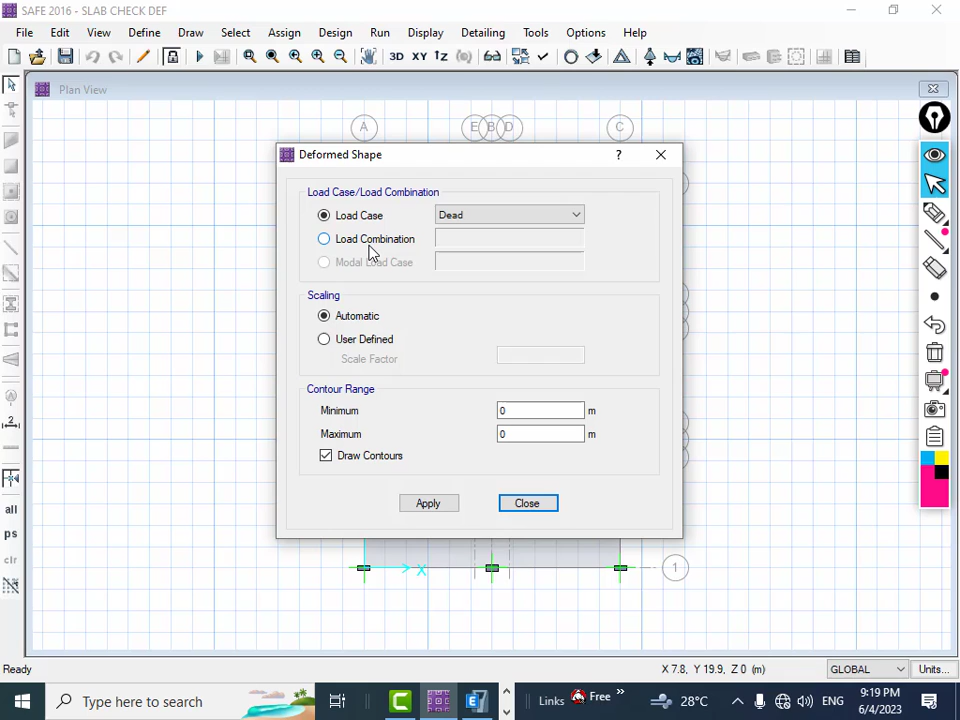 SAFE 2016 - SLAB CHECK DEF
File Edit View Define Draw Select Assign Design Run Display Detailing Tools Options Help
3D XY
Plan View
A E B D C
Deformed Shape
?
Load Case/Load Combination
Load Case Dead
Load Combination
Modal Load Case
Scaling
Automatic
User Defined
Scale Factor
Contour Range
Minimum 0 m
Maximum 0 m
Draw Contours
Apply Close
2
all
ps
clr
X
1
Ready X 7.8, Y 19.9, Z 0 (m) GLOBAL Units...
Type here to search Links Free » 28°C ENG 9:19 PM
6/4/2023